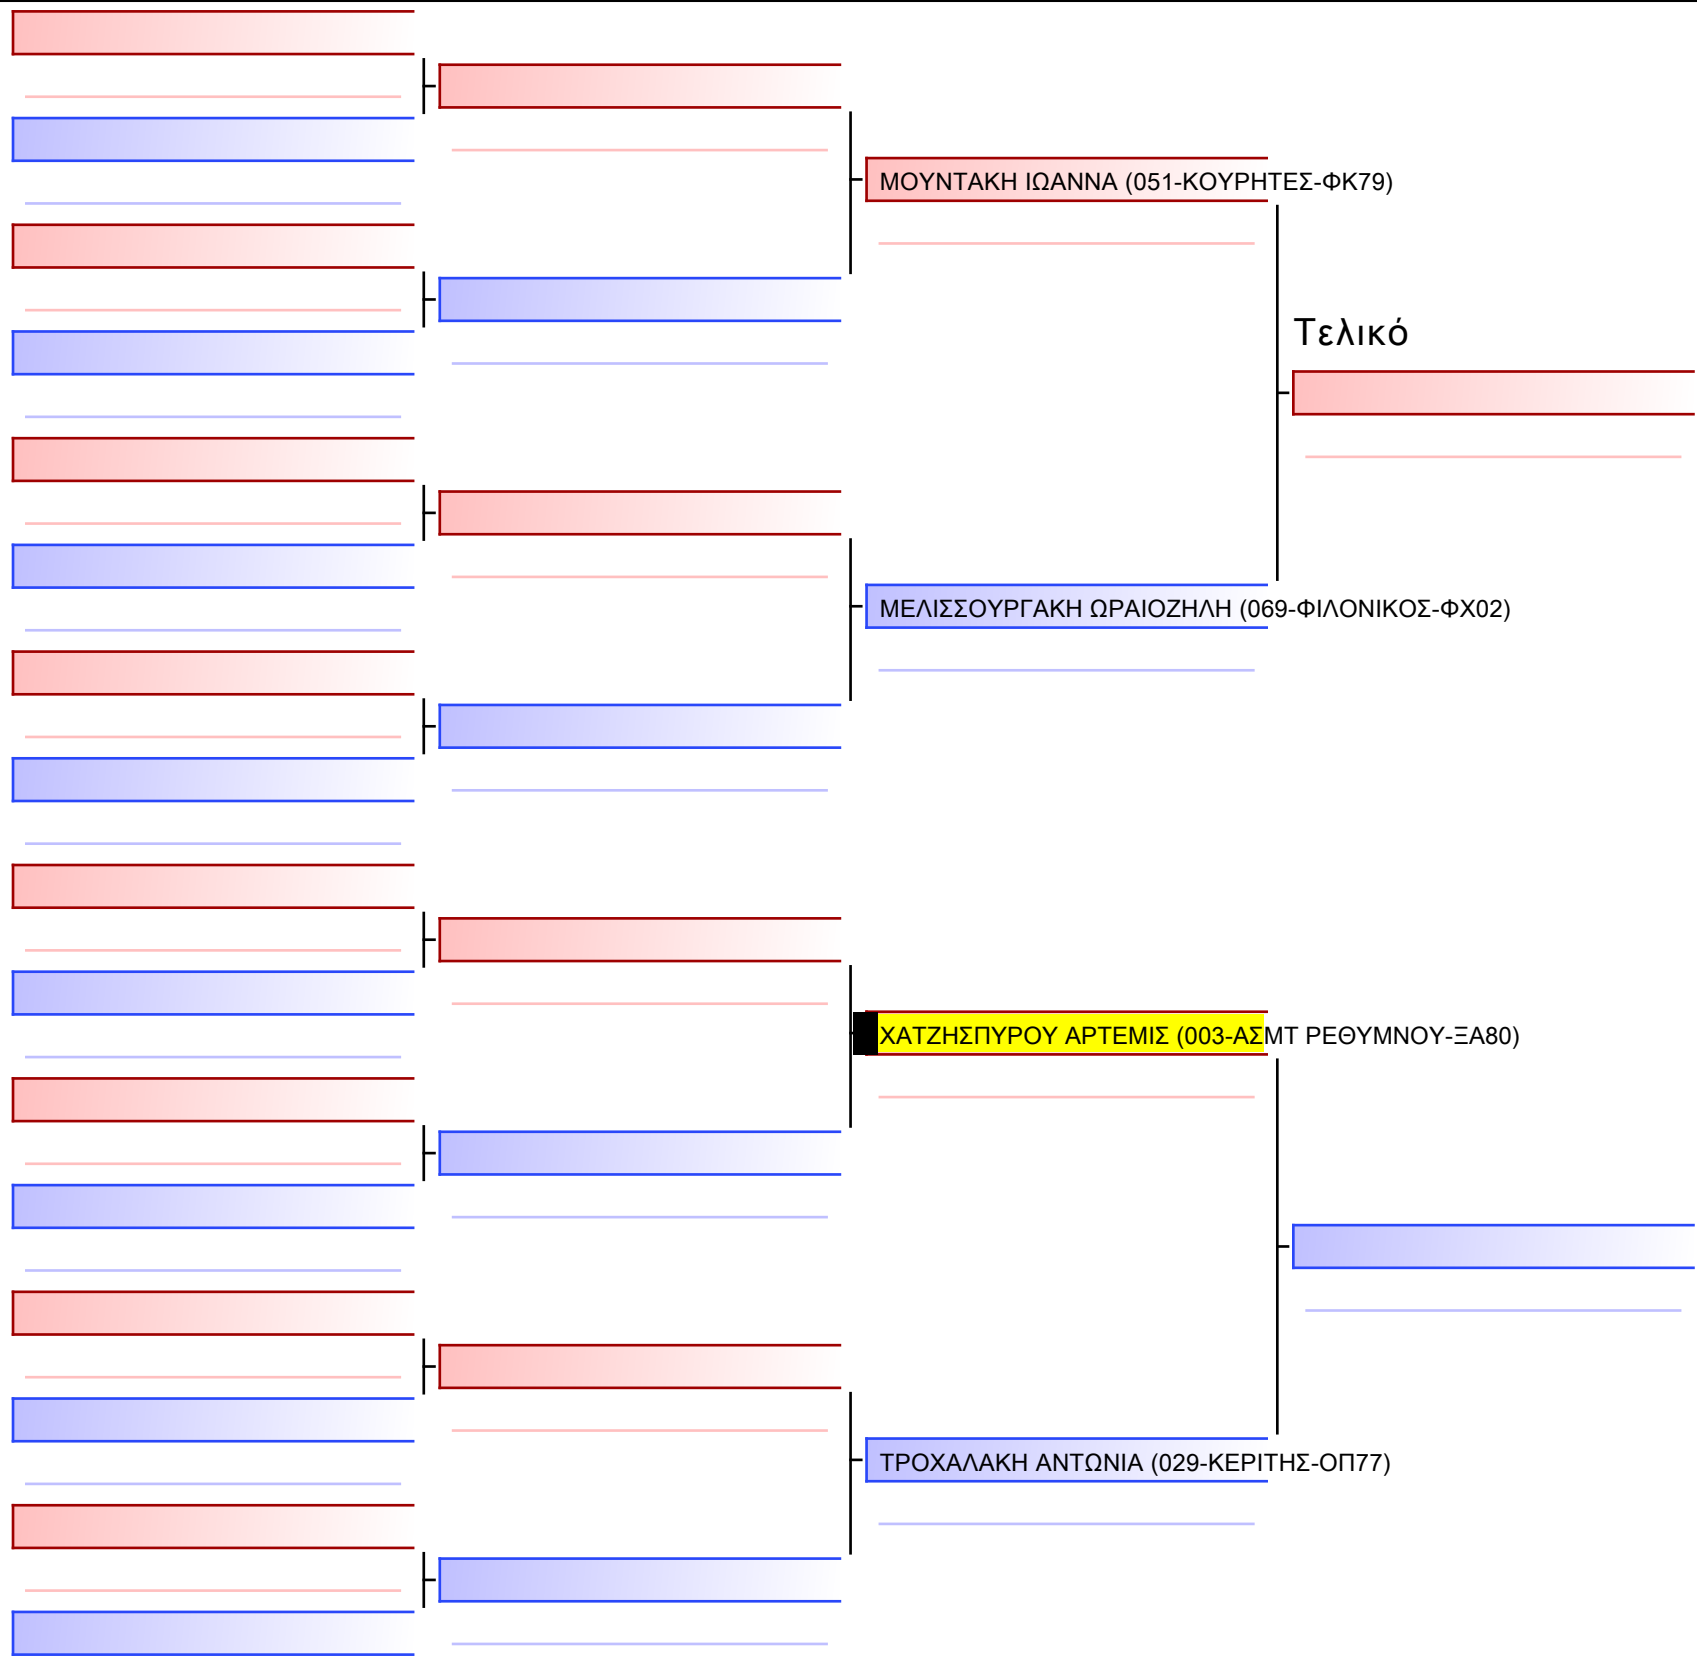 ΜΟΥΝΤΑΚΗ ΙΩΑΝΝΑ (051-ΚΟΥΡΗΤΕΣ-ΦΚ79)
Τελικό
ΜΕΛΙΣΣΟΥΡΓΑΚΗ ΩΡΑΙΟΖΗΛΗ (069-ΦΙΛΟΝΙΚΟΣ-ΦΧ02)
ΧΑΤΖΗΣΠΥΡΟΥ ΑΡΤΕΜΙΣ (003-ΑΣΜΤ ΡΕΘΥΜΝΟΥ-ΞΑ80)
ΤΡΟΧΑΛΑΚΗ ΑΝΤΩΝΙΑ (029-ΚΕΡΙΤΗΣ-ΟΠ77)